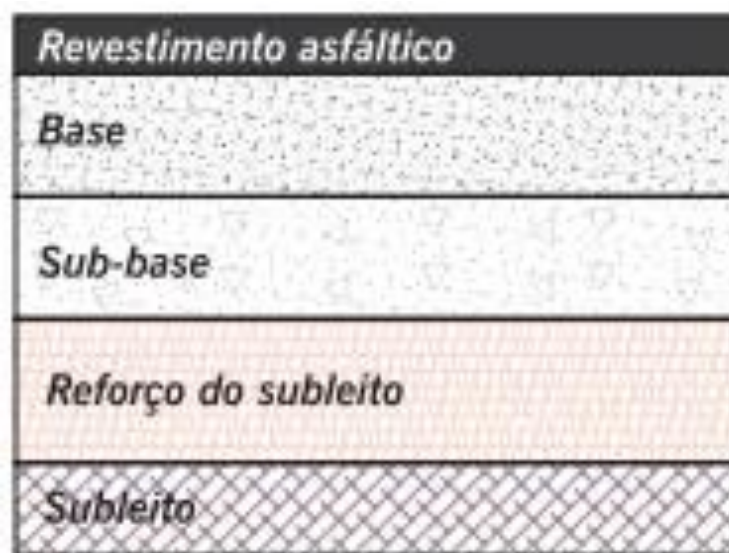 Revestimento asfáltico
Base
Sub-base
Reforço do subleito
Subleito